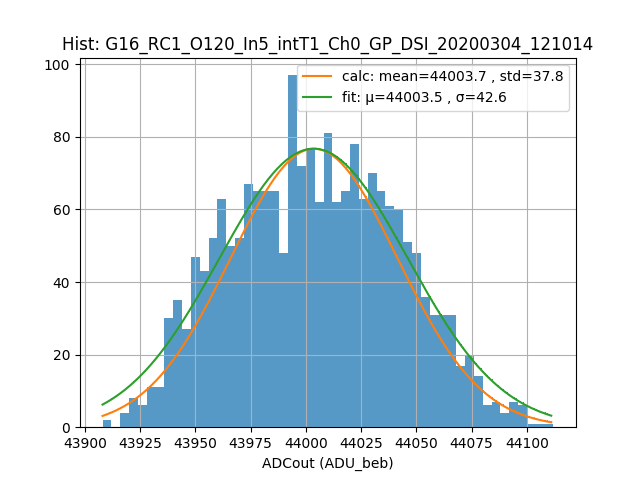 Hist: G16_RC1_O120_In5_intT1_Ch0_GP_DSI_20200304_121014
calc: mean=44003.7 , std=37.8
fit: μ=44003.5 , σ=42.6
100
80
60
40
20
0
43900 43925 43950 43975 44000 44025 44050 44075 44100
ADCout (ADU_beb)